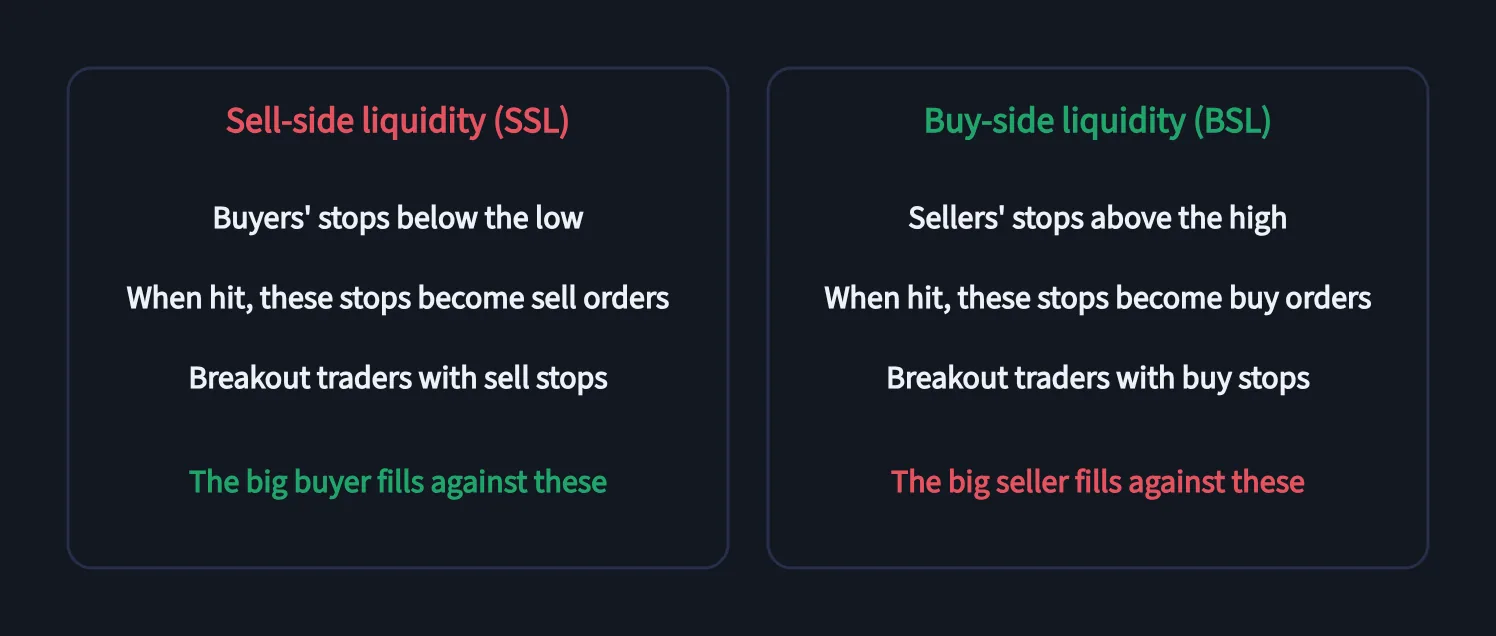 Sell-side liquidity (SSL)
Buyers' stops below the low
When hit, these stops become sell orders
Breakout traders with sell stops
The big buyer fills against these
Buy-side liquidity (BSL)
Sellers' stops above the high
When hit, these stops become buy orders
Breakout traders with buy stops
The big seller fills against these